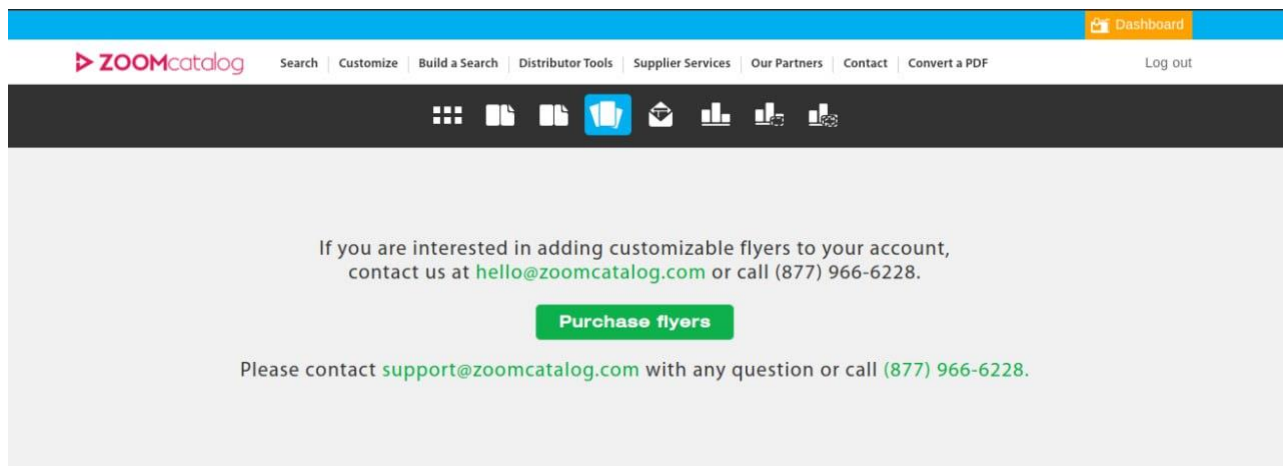 Dashboard
ZOOMcatalog
Search Customize Build a Search Distributor Tools Supplier Services Our Partners Contact Convert a PDF Log out
If you are interested in adding customizable flyers to your account,
contact us at hello@zoomcatalog.com or call (877) 966-6228.
Purchase flyers
Please contact support@zoomcatalog.com with any question or call (877) 966-6228.